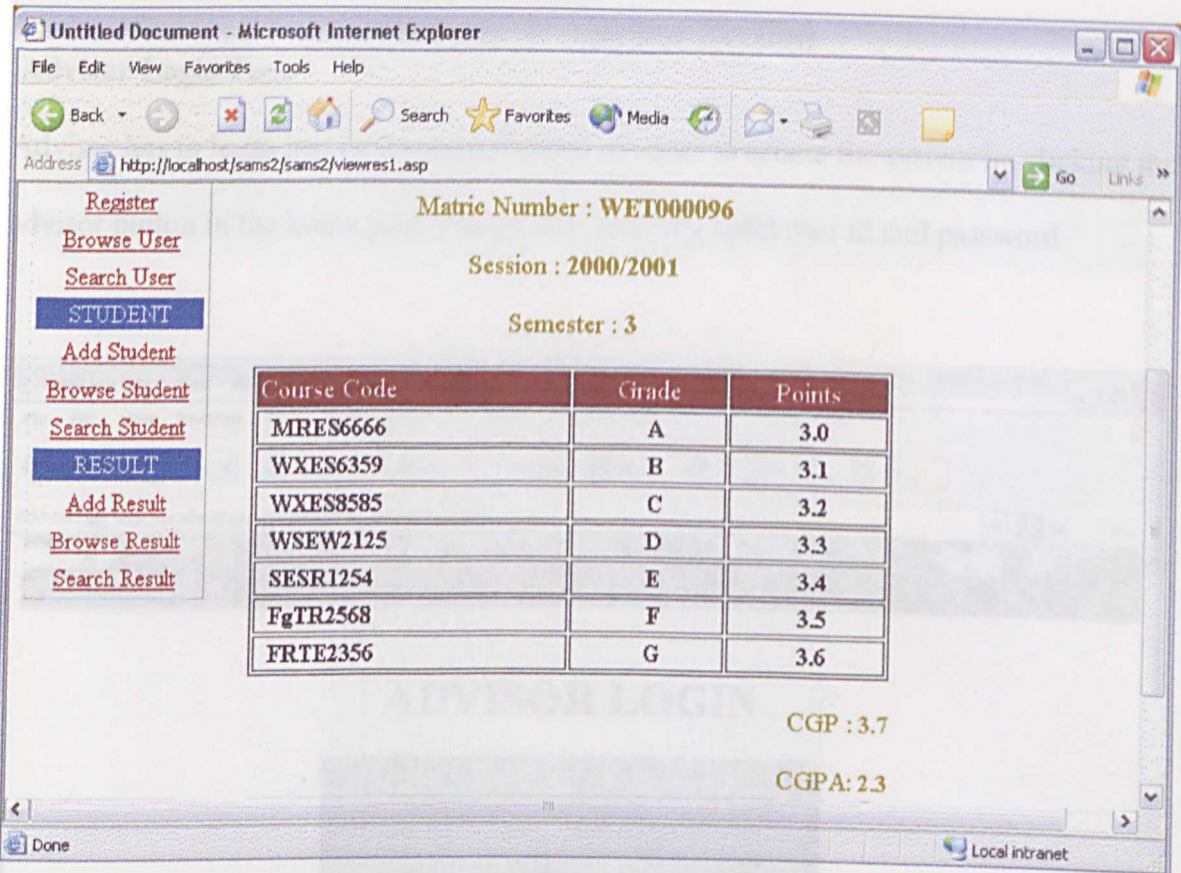 Untitled Document - Microsoft Internet Explorer
File Edit View Favorites Tools Help
Back Search Favorites Media
Address http://localhost/sams2/sams2/viewres1.asp Go Links »
Register
Browse User
Search User
STUDENT
Add Student
Browse Student
Search Student
RESULT
Add Result
Browse Result
Search Result
Matric Number : WET000096
Session : 2000/2001
Semester : 3
Course Code Grade Points
MRES6666 A 3.0
WXES6359 B 3.1
WXES8585 C 3.2
WSEW2125 D 3.3
SESR1254 E 3.4
FgTR2568 F 3.5
FRTE2356 G 3.6
CGP : 3.7
CGPA: 2.3
ADVISOR LOGIN
Done Local intranet